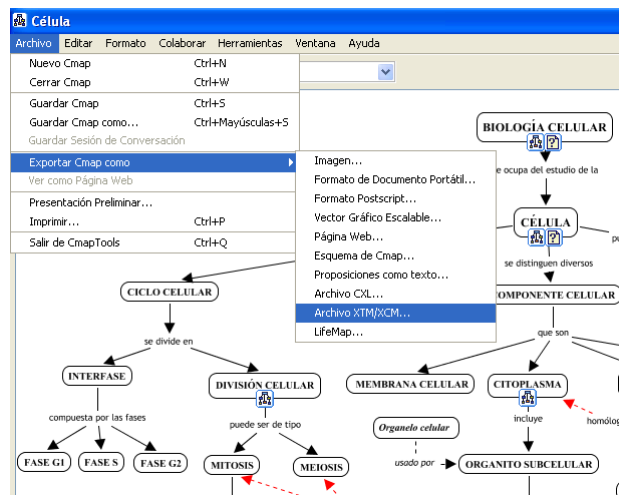 Célula
Archivo Editar Formato Colaborar Herramientas Ventana Ayuda
Nuevo Cmap Ctrl+N
Cerrar Cmap Ctrl+W
Guardar Cmap Ctrl+S
Guardar Cmap como... Ctrl+Mayúsculas+S
Guardar Sesión de Conversación
Exportar Cmap como
Ver como Página Web
Presentación Preliminar...
Imprimir... Ctrl+P
Salir de CmapTools Ctrl+Q
Imagen...
Formato de Documento Portátil...
Formato Postscript...
Vector Gráfico Escalable...
Página Web...
Esquema de Cmap...
Proposiciones como texto...
Archivo CXL...
Archivo XTM/XCM...
LifeMap...
BIOLOGÍA CELULAR
e ocupa del estudio de la
CÉLULA
pu
se distinguen diversos
CICLO CELULAR
OMPONENTE CELULAR
se divide en
que son
INTERFASE
DIVISIÓN CELULAR
MEMBRANA CELULAR
CITOPLASMA
compuesta por las fases
puede ser de tipo
Organelo celular
incluye
homólog
FASE G1
FASE S
FASE G2
MITOSIS
MEIOSIS
usado por
ORGANITO SUBCELULAR